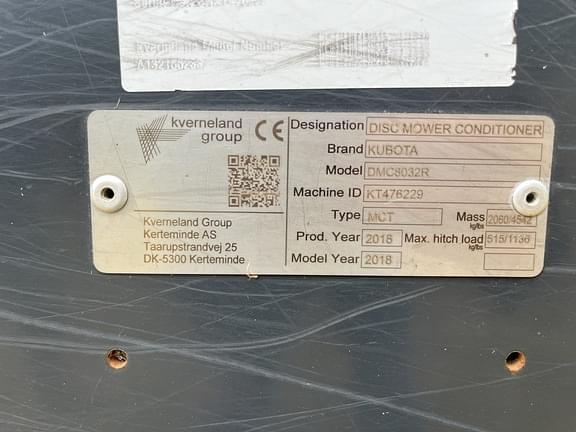 kverneland
group
CE
Kverneland Group
Kerteminde AS
Taarupstrandvej 25
DK-5300 Kerteminde
Designation DISC MOWER CONDITIONER
Brand KUBOTA
Model DMC8032R
Machine ID KT476229
Type MCT Mass kg/lbs 2060/4542
Prod. Year 2018 Max. hitch load kg/lbs 515/1136
Model Year 2018